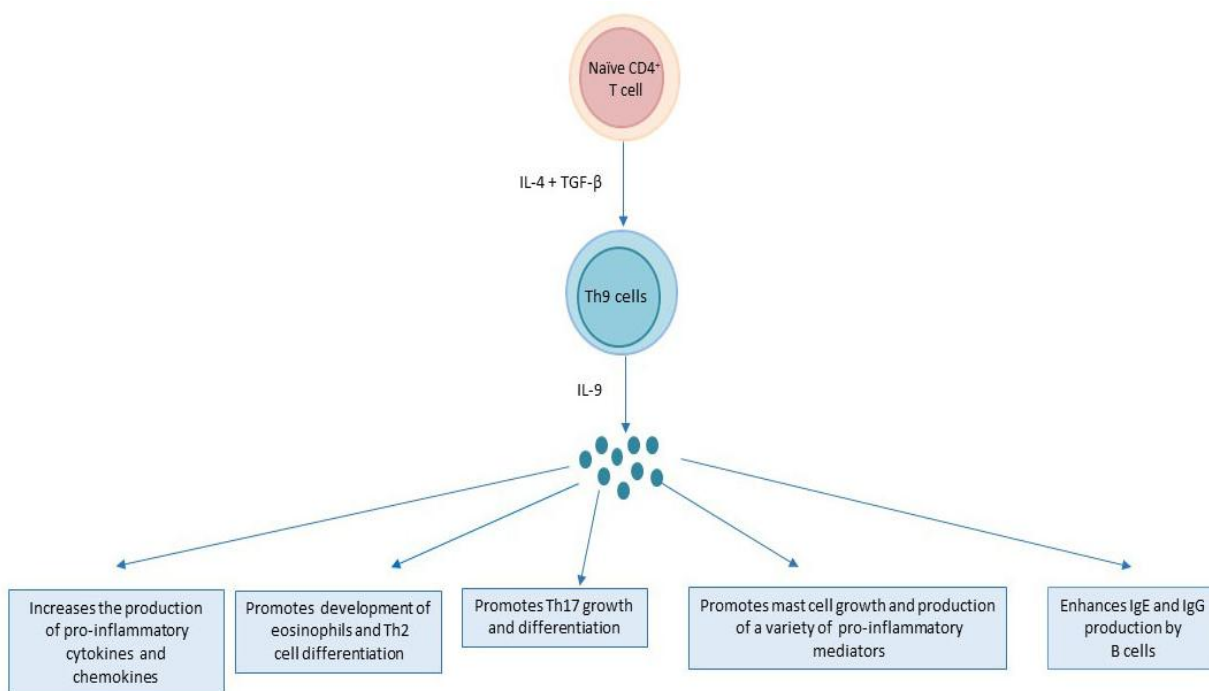 Naïve CD4⁺
T cell
IL-4 + TGF-β
Th9 cells
IL-9
Increases the production
of pro-inflammatory
cytokines and
chemokines
Promotes development of
eosinophils and Th2
cell differentiation
Promotes Th17 growth
and differentiation
Promotes mast cell growth and production
of a variety of pro-inflammatory
mediators
Enhances IgE and IgG
production by
B cells